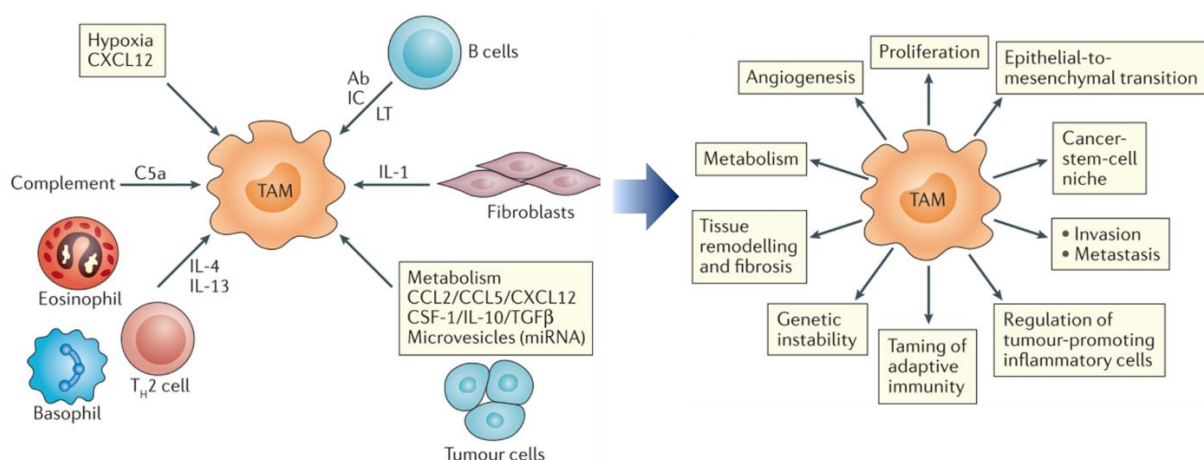 Hypoxia
CXCL12
B cells
Ab
IC
LT
TAM
Complement
C5a
IL-1
Fibroblasts
Eosinophil
IL-4
IL-13
Basophil
T_H2 cell
Metabolism
CCL2/CCL5/CXCL12
CSF-1/IL-10/TGFβ
Microvesicles (miRNA)
Tumour cells
Angiogenesis
Proliferation
Epithelial-to-
mesenchymal transition
Metabolism
TAM
Cancer-
stem-cell
niche
Tissue
remodelling
and fibrosis
• Invasion
• Metastasis
Genetic
instability
Taming of
adaptive
immunity
Regulation of
tumour-promoting
inflammatory cells